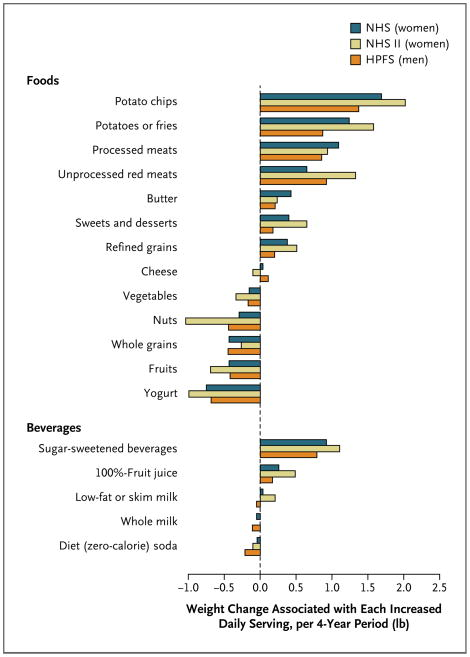 NHS (women)
NHS II (women)
HPFS (men)
Foods
Potato chips
Potatoes or fries
Processed meats
Unprocessed red meats
Butter
Sweets and desserts
Refined grains
Cheese
Vegetables
Nuts
Whole grains
Fruits
Yogurt
Beverages
Sugar-sweetened beverages
100%-Fruit juice
Low-fat or skim milk
Whole milk
Diet (zero-calorie) soda
−1.0 −0.5 0.0 0.5 1.0 1.5 2.0 2.5
Weight Change Associated with Each Increased
Daily Serving, per 4-Year Period (lb)